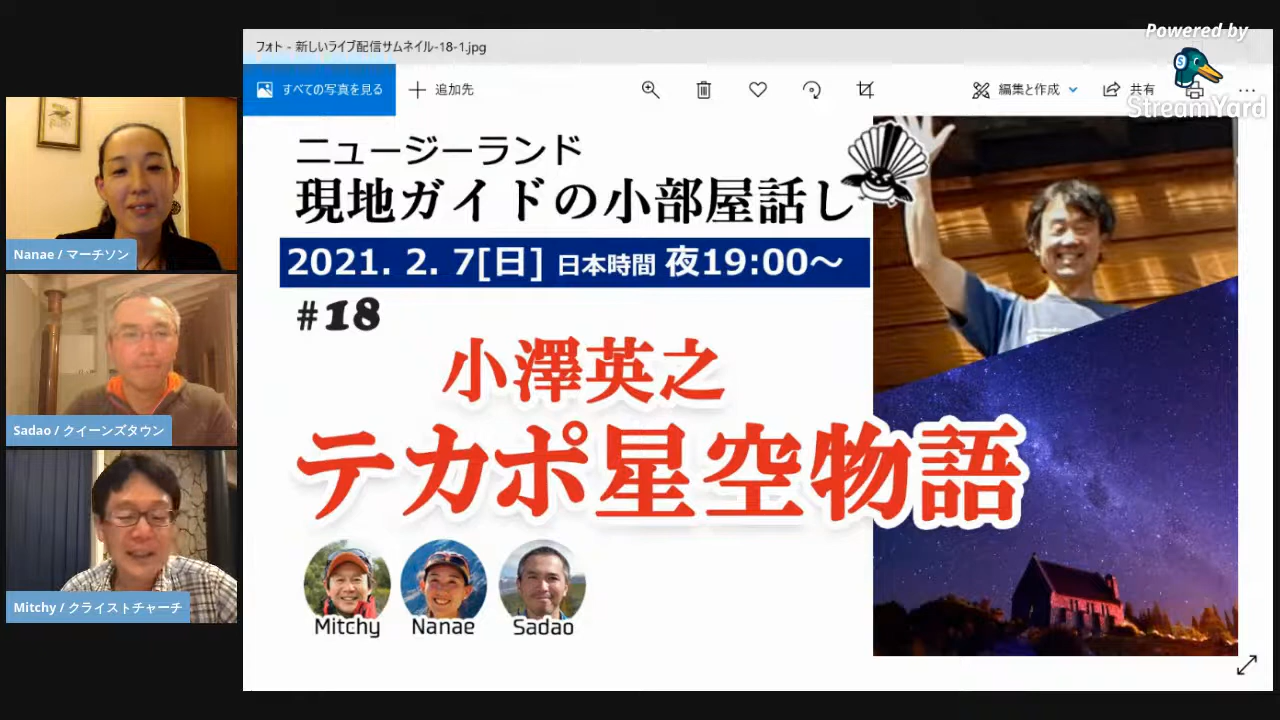 Powered by
StreamYard
フォト - 新しいライブ配信サムネイル-18-1.jpg
すべての写真を見る
追加先
編集と作成
共有
ニュージーランド
現地ガイドの小部屋話し
2021. 2. 7[日] 日本時間 夜19:00～
#18
小澤英之
テカポ星空物語
Mitchy
Nanae
Sadao
Nanae / マーチソン
Sadao / クイーンズタウン
Mitchy / クライストチャーチ